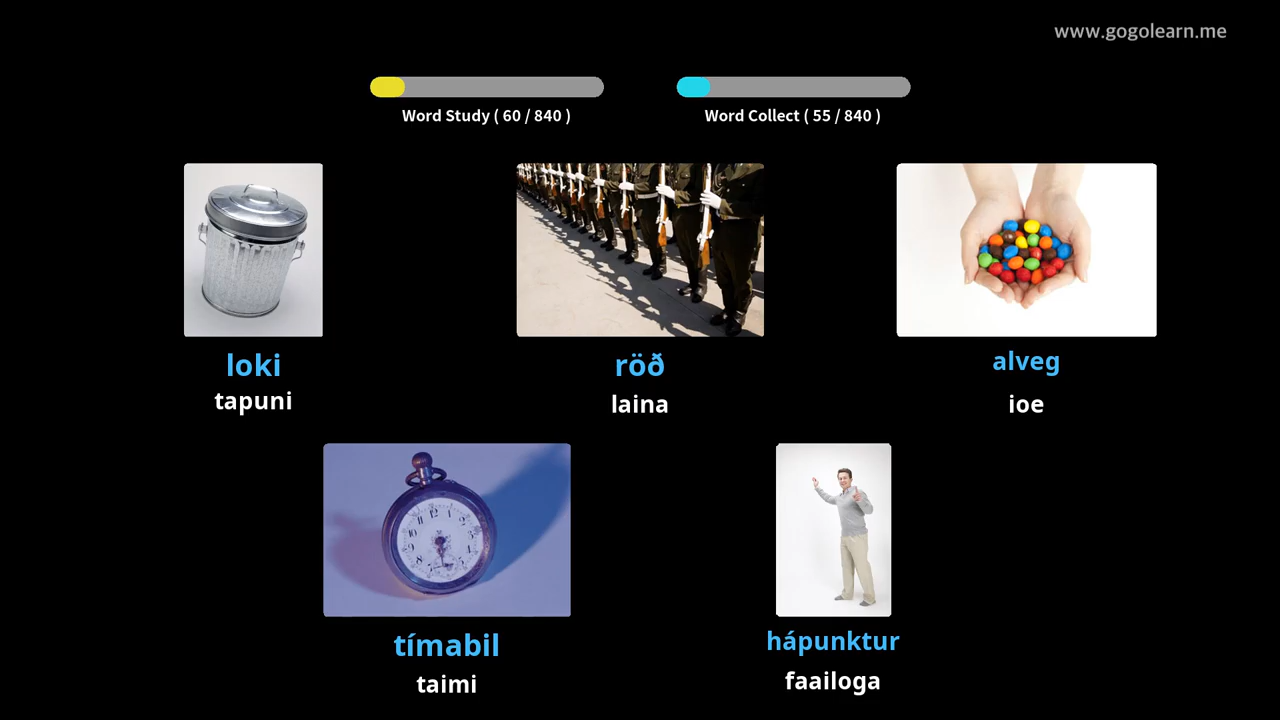 www.gogolearn.me
Word Study ( 60 / 840 )
Word Collect ( 55 / 840 )
loki
tapuni
röð
laina
alveg
ioe
tímabil
taimi
hápunktur
faailoga